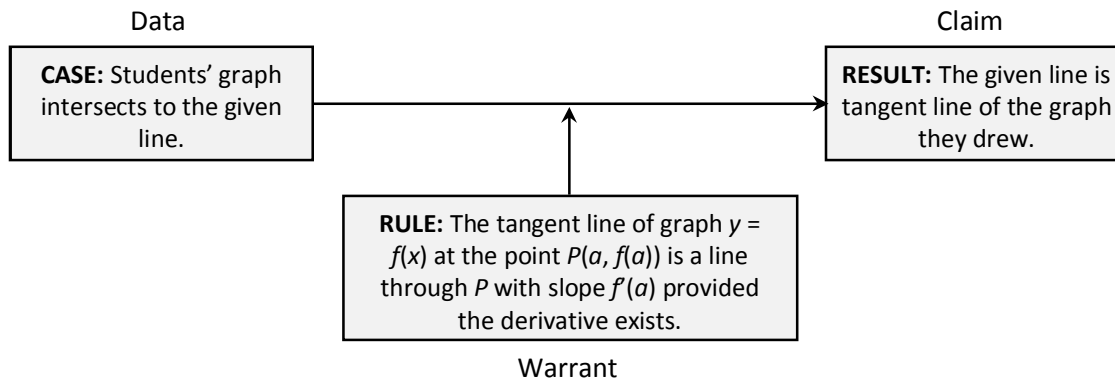 Data
Claim
CASE: Students' graph
intersects to the given
line.
RESULT: The given line is
tangent line of the graph
they drew.
RULE: The tangent line of graph y =
f(x) at the point P(a, f(a)) is a line
through P with slope f'(a) provided
the derivative exists.
Warrant